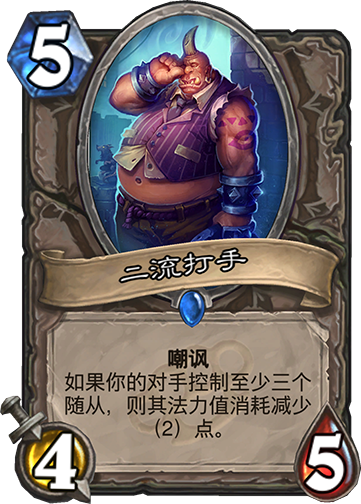 5
二流打手
嘲讽
如果你的对手控制至少三个
随从，则其法力值消耗减少
（2）点。
4
5